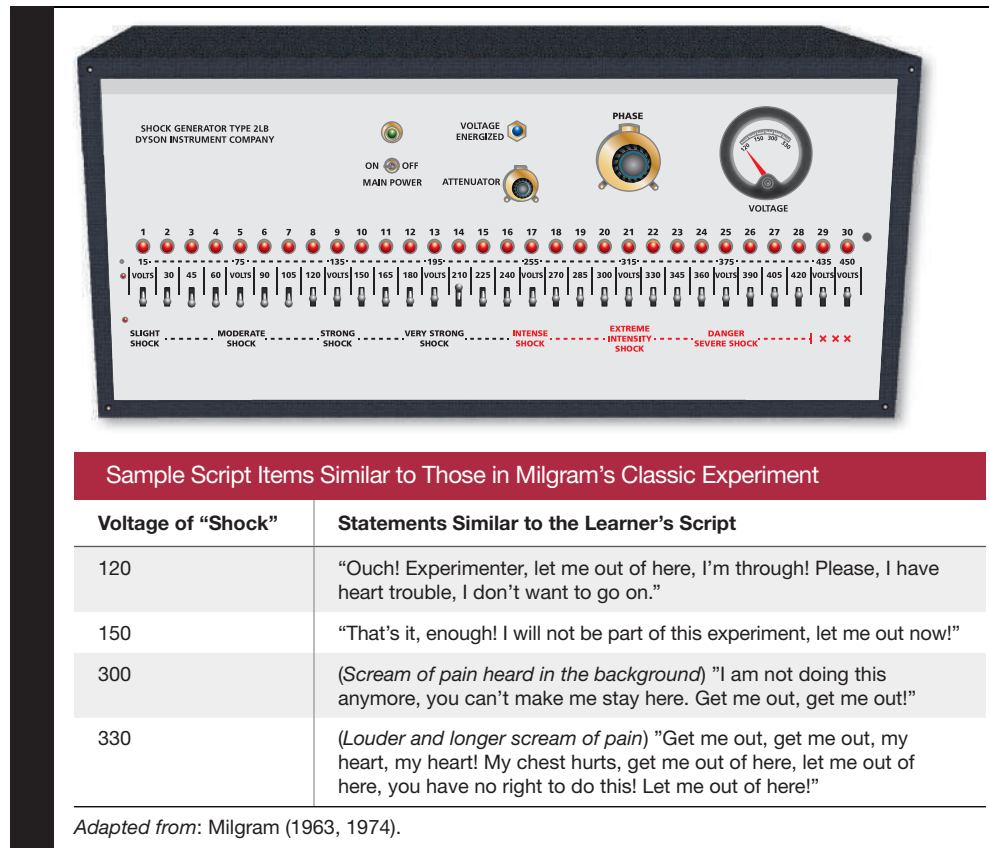 SHOCK GENERATOR TYPE 2LB
DYSON INSTRUMENT COMPANY
VOLTAGE
ENERGIZED
ON OFF
MAIN POWER
ATTENUATOR
PHASE
120 150 300 330
VOLTAGE
1 2 3 4 5 6 7 8 9 10 11 12 13 14 15 16 17 18 19 20 21 22 23 24 25 26 27 28 29 30
15 75 135 195 255 315 375 435 450
VOLTS 30 45 60 VOLTS 90 105 120 VOLTS 150 165 180 VOLTS 210 225 240 VOLTS 270 285 300 VOLTS 330 345 360 VOLTS 390 405 420 VOLTS VOLTS
SLIGHT
SHOCK
MODERATE
SHOCK
STRONG
SHOCK
VERY STRONG
SHOCK
INTENSE
SHOCK
EXTREME
INTENSITY
SHOCK
DANGER
SEVERE SHOCK
X X X
Sample Script Items Similar to Those in Milgram’s Classic Experiment
Voltage of “Shock” Statements Similar to the Learner’s Script
120 “Ouch! Experimenter, let me out of here, I’m through! Please, I have
heart trouble, I don’t want to go on.”
150 “That’s it, enough! I will not be part of this experiment, let me out now!”
300 (Scream of pain heard in the background) ”I am not doing this
anymore, you can’t make me stay here. Get me out, get me out!”
330 (Louder and longer scream of pain) ”Get me out, get me out, my
heart, my heart! My chest hurts, get me out of here, let me out of
here, you have no right to do this! Let me out of here!”
Adapted from: Milgram (1963, 1974).